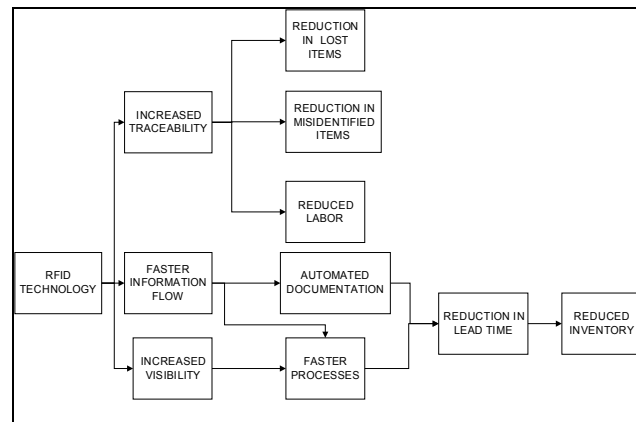 REDUCTION
IN LOST
ITEMS
INCREASED
TRACEABILITY
REDUCTION IN
MISIDENTIFIED
ITEMS
REDUCED
LABOR
RFID
TECHNOLOGY
FASTER
INFORMATION
FLOW
AUTOMATED
DOCUMENTATION
REDUCTION IN
LEAD TIME
REDUCED
INVENTORY
INCREASED
VISIBILITY
FASTER
PROCESSES